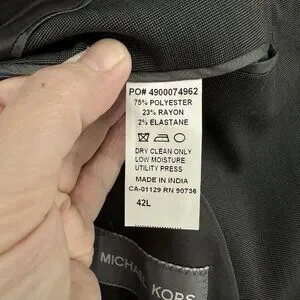 PO# 4900074962
75% POLYESTER
23% RAYON
2% ELASTANE
DRY CLEAN ONLY
LOW MOISTURE
UTILITY PRESS
MADE IN INDIA
CA-01129 RN 90736
42L
MICHAEL KORS